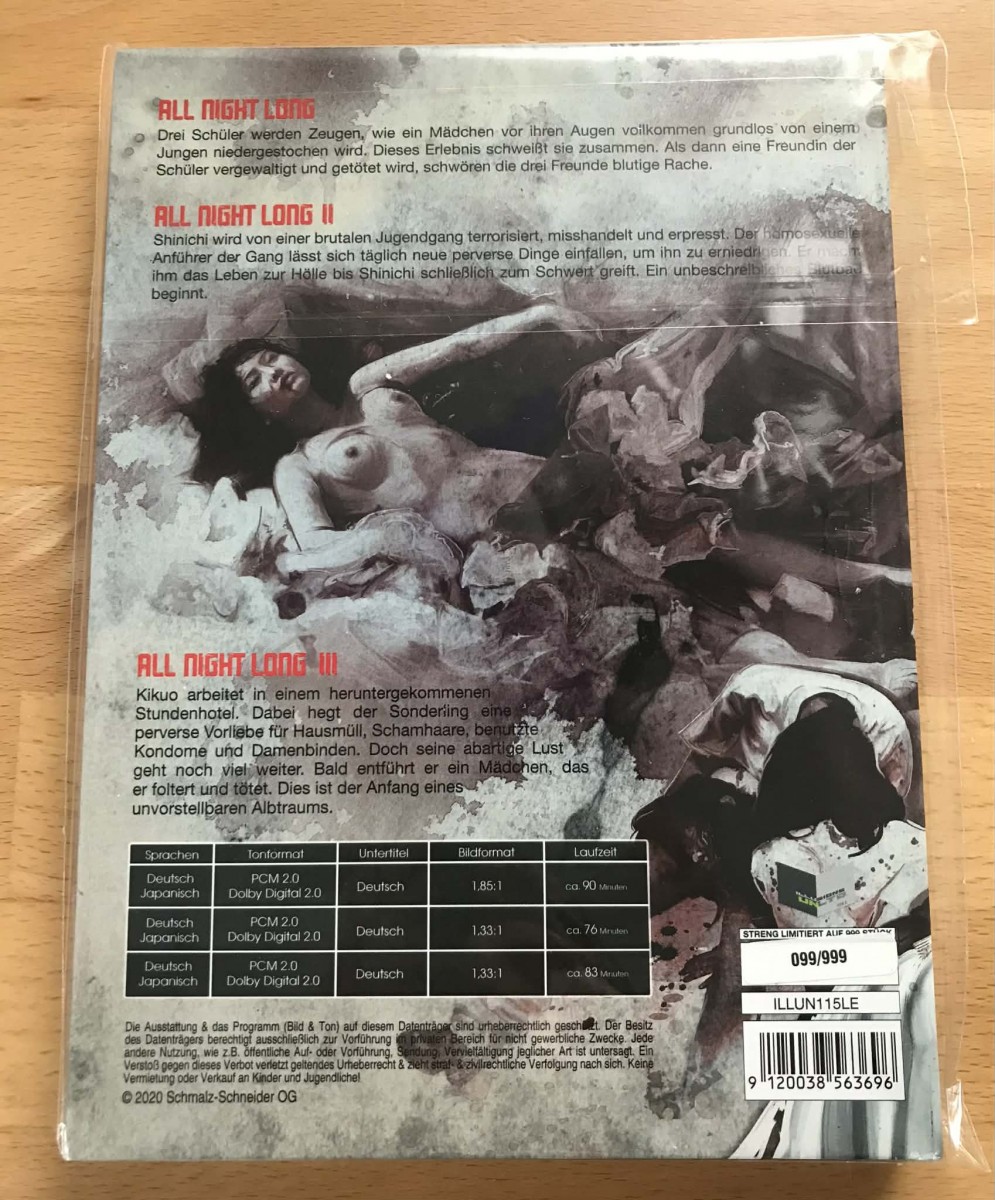 ALL NIGHT LONG
Drei Schüler werden Zeugen, wie ein Mädchen vor ihren Augen vollkommen grundlos von einem
Jungen niedergestochen wird. Dieses Erlebnis schweißt sie zusammen. Als dann eine Freundin der
Schüler vergewaltigt und getötet wird, schwören die drei Freunde blutige Rache.
ALL NIGHT LONG II
Shinichi wird von einer brutalen Jugendgang terrorisiert, misshandelt und erpresst. Der homosexuelle
Anführer der Gang lässt sich täglich neue perverse Dinge einfallen, um ihn zu erniedrigen. Er macht
ihm das Leben zur Hölle bis Shinichi schließlich zum Schwert greift. Ein unbeschreibliches Blutbad
beginnt.
ALL NIGHT LONG III
Kikuo arbeitet in einem heruntergekommenen
Stundenhotel. Dabei hegt der Sonderling eine
perverse Vorliebe für Hausmüll, Schamhaare, benutzte
Kondome und Damenbinden. Doch seine abartige Lust
geht noch viel weiter. Bald entführt er ein Mädchen, das
er foltert und tötet. Dies ist der Anfang eines
unvorstellbaren Albtraums.
Sprachen Tonformat Untertitel Bildformat Laufzeit
Deutsch Japanisch PCM 2.0 Dolby Digital 2.0 Deutsch 1,85:1 ca. 90 Minuten
Deutsch Japanisch PCM 2.0 Dolby Digital 2.0 Deutsch 1,33:1 ca. 76 Minuten
Deutsch Japanisch PCM 2.0 Dolby Digital 2.0 Deutsch 1,33:1 ca. 83 Minuten
STRENG LIMITIERT AUF 999 STÜCK
099/999
ILLUN115LE
9 120038 563696
Die Ausstattung & das Programm (Bild & Ton) auf diesem Datenträger sind urheberrechtlich geschützt. Der Besitz
des Datenträgers berechtigt ausschließlich zur Vorführung im privaten Bereich für nicht gewerbliche Zwecke. Jede
andere Nutzung, wie z.B. öffentliche Auf- oder Vorführung, Sendung, Vervielfältigung jeglicher Art ist untersagt. Ein
Verstoß gegen dieses Verbot verletzt geltendes Urheberrecht & zieht straf- & zivilrechtliche Verfolgung nach sich. Keine
Vermietung oder Verkauf an Kinder und Jugendliche!
© 2020 Schmalz-Schneider OG